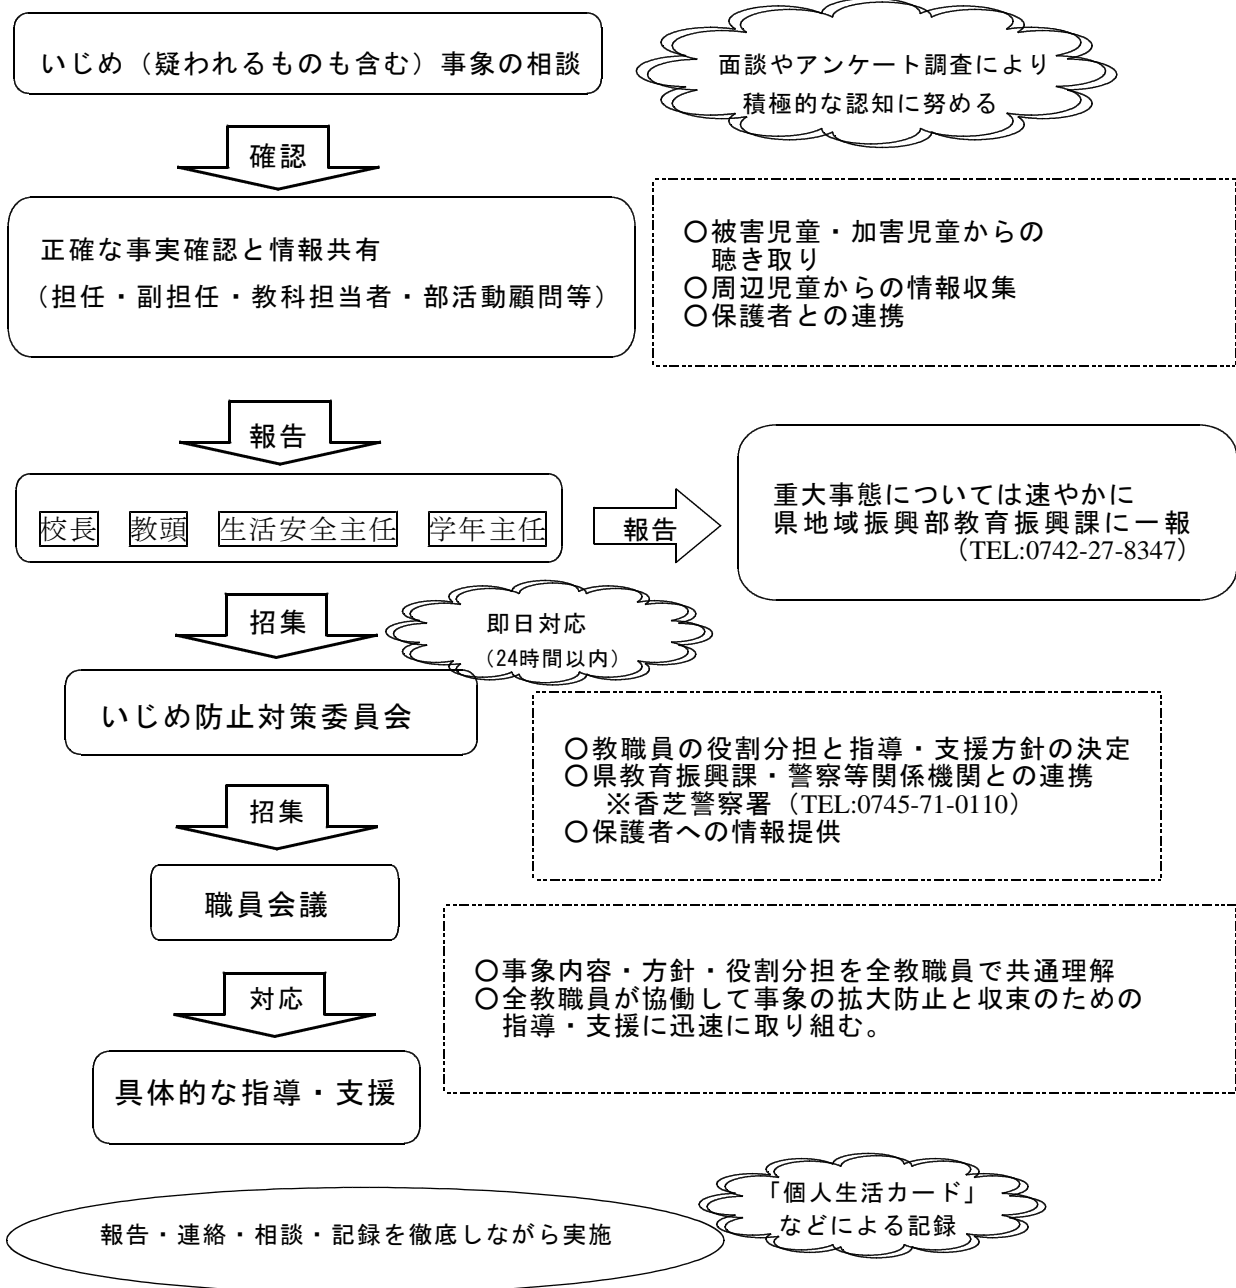 いじめ（疑われるものも含む）事象の相談
面談やアンケート調査により
積極的な認知に努める
確認
正確な事実確認と情報共有
（担任・副担任・教科担当者・部活動顧問等）
〇被害児童・加害児童からの
聴き取り
〇周辺児童からの情報収集
〇保護者との連携
報告
校長 教頭 生活安全主任 学年主任
報告
重大事態については速やかに
県地域振興部教育振興課に一報
（TEL:0742-27-8347）
招集
即日対応
（24時間以内）
いじめ防止対策委員会
〇教職員の役割分担と指導・支援方針の決定
〇県教育振興課・警察等関係機関との連携
※香芝警察署（TEL:0745-71-0110）
〇保護者への情報提供
招集
職員会議
〇事象内容・方針・役割分担を全教職員で共通理解
〇全教職員が協働して事象の拡大防止と収束のための
指導・支援に迅速に取り組む。
対応
具体的な指導・支援
「個人生活カード」
などによる記録
報告・連絡・相談・記録を徹底しながら実施